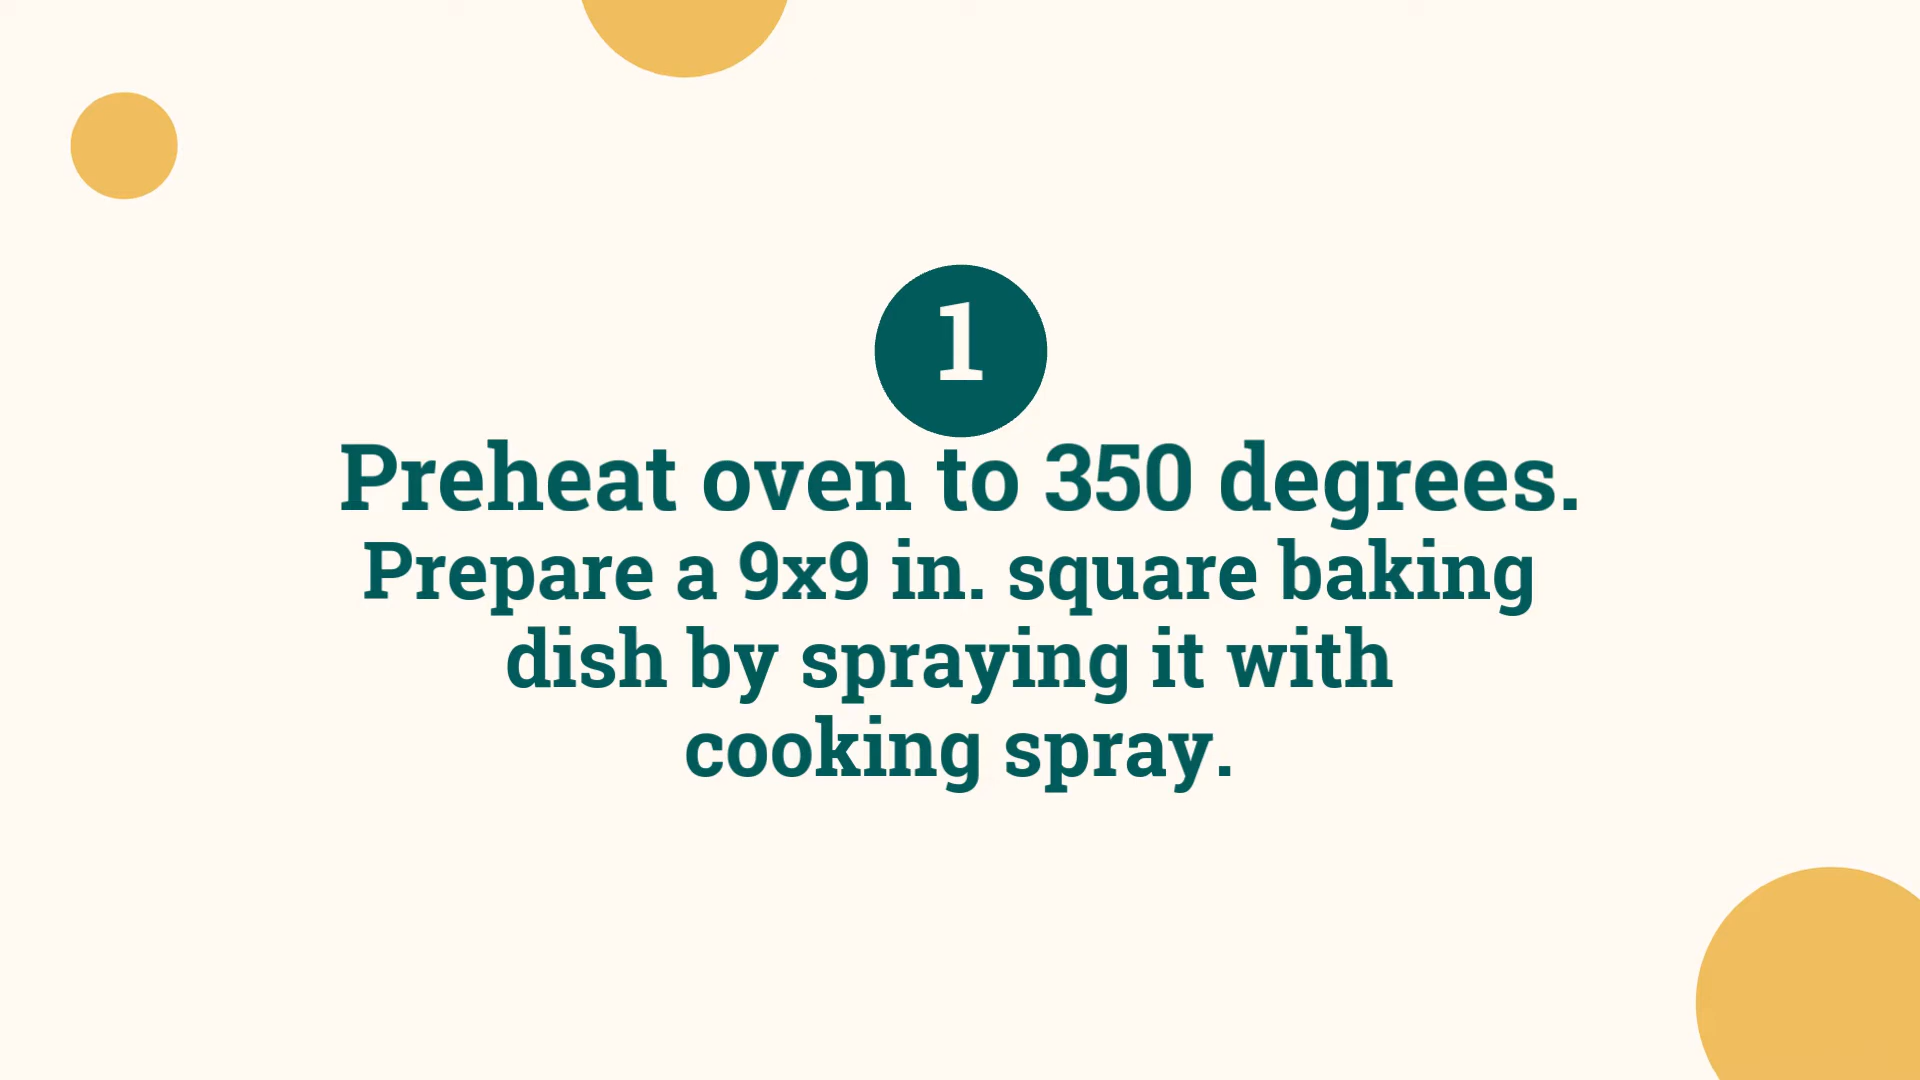 1
Preheat oven to 350 degrees.
Prepare a 9x9 in. square baking
dish by spraying it with
cooking spray.